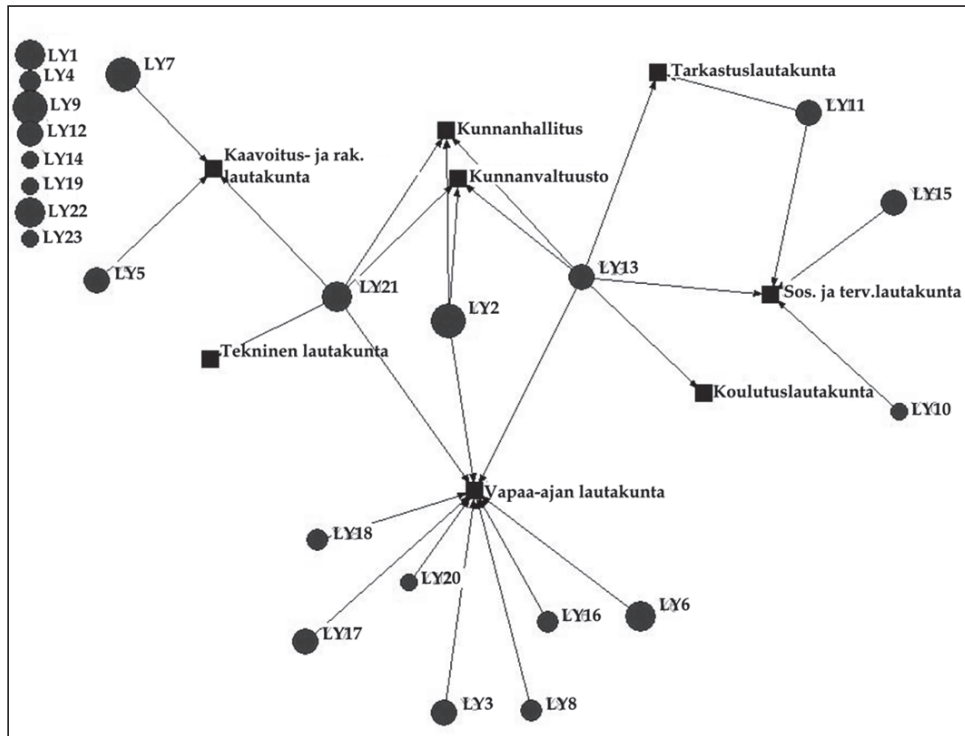 LY1
LY4
LY9
LY12
LY14
LY19
LY22
LY23
LY7
Kaavoitus- ja rak.
lautakunta
LY5
Kunnanhallitus
Kunnanvaltuusto
Tarkastuslautakunta
LY11
LY15
LY21
LY2
LY13
Sos. ja terv.lautakunta
Tekninen lautakunta
Koulutuslautakunta
LY10
Vapaa-ajan lautakunta
LY18
LY20
LY17
LY16
LY6
LY3
LY8